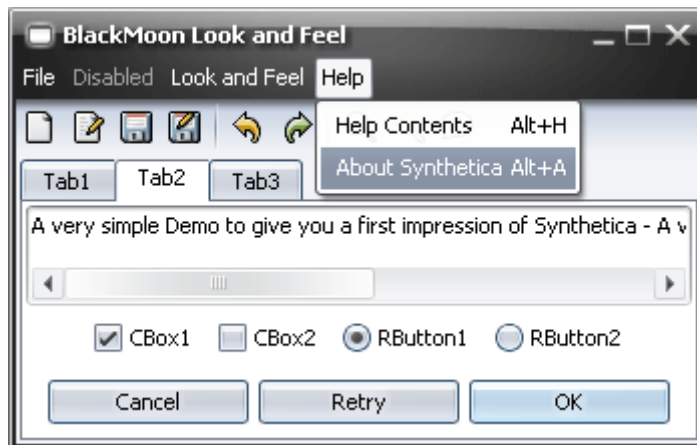 BlackMoon Look and Feel
File Disabled Look and Feel Help
Help Contents Alt+H
About Synthetica Alt+A
Tab1 Tab2 Tab3
A very simple Demo to give you a first impression of Synthetica - A v
CBox1 CBox2 RButton1 RButton2
Cancel Retry OK